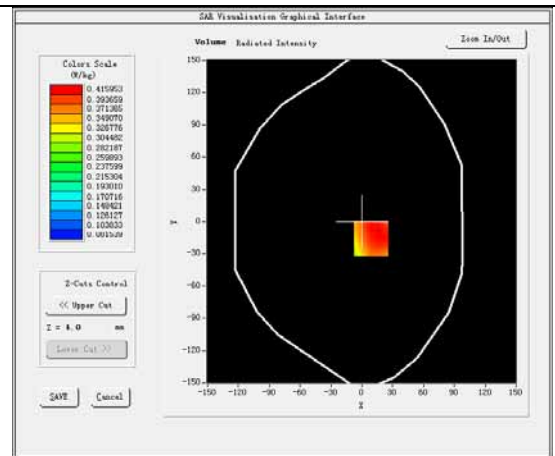 SAR Visualisation Graphical Interface
Volume Radiated Intensity
Zoom In/Out
Colors Scale
(W/kg)
0.415953
0.393659
0.371365
0.349070
0.326776
0.304482
0.282187
0.259893
0.237599
0.215304
0.193010
0.170716
0.148421
0.126127
0.103833
0.081539
Z-Cuts Control
<< Upper Cut
Z = 4.0 mm
Lower Cut >>
SAVE Cancel
150
120
90
60
30
0
-30
-60
-90
-120
-150
Y
-150 -120 -90 -60 -30 0 30 60 90 120 150
X